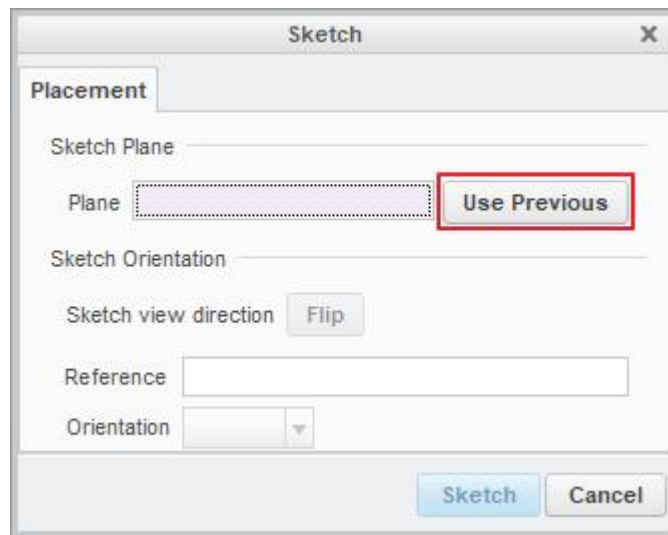 Sketch
Placement
Sketch Plane
Plane Use Previous
Sketch Orientation
Sketch view direction Flip
Reference
Orientation
Sketch Cancel